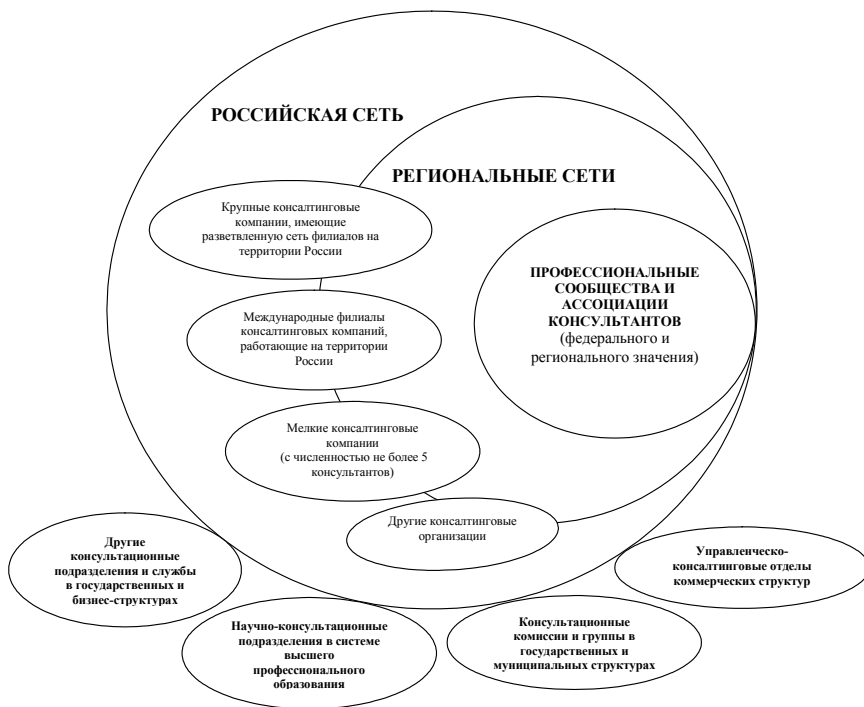 РОССИЙСКАЯ СЕТЬ
РЕГИОНАЛЬНЫЕ СЕТИ
Крупные консалтинговые
компании, имеющие
разветвленную сеть филиалов на
территории России
ПРОФЕССИОНАЛЬНЫЕ
СООБЩЕСТВА И
АССОЦИАЦИИ
КОНСУЛЬТАНТОВ
(федерального и
регионального значения)
Международные филиалы
консалтинговых компаний,
работающие на территории
России
Мелкие консалтинговые
компании
(с численностью не более 5
консультантов)
Другие консалтинговые
организации
Другие
консультационные
подразделения и службы
в государственных и
бизнес-структурах
Управленческо-
консалтинговые отделы
коммерческих структур
Научно-консультационные
подразделения в системе
высшего
профессионального
образования
Консультационные
комиссии и группы в
государственных и
муниципальных структурах